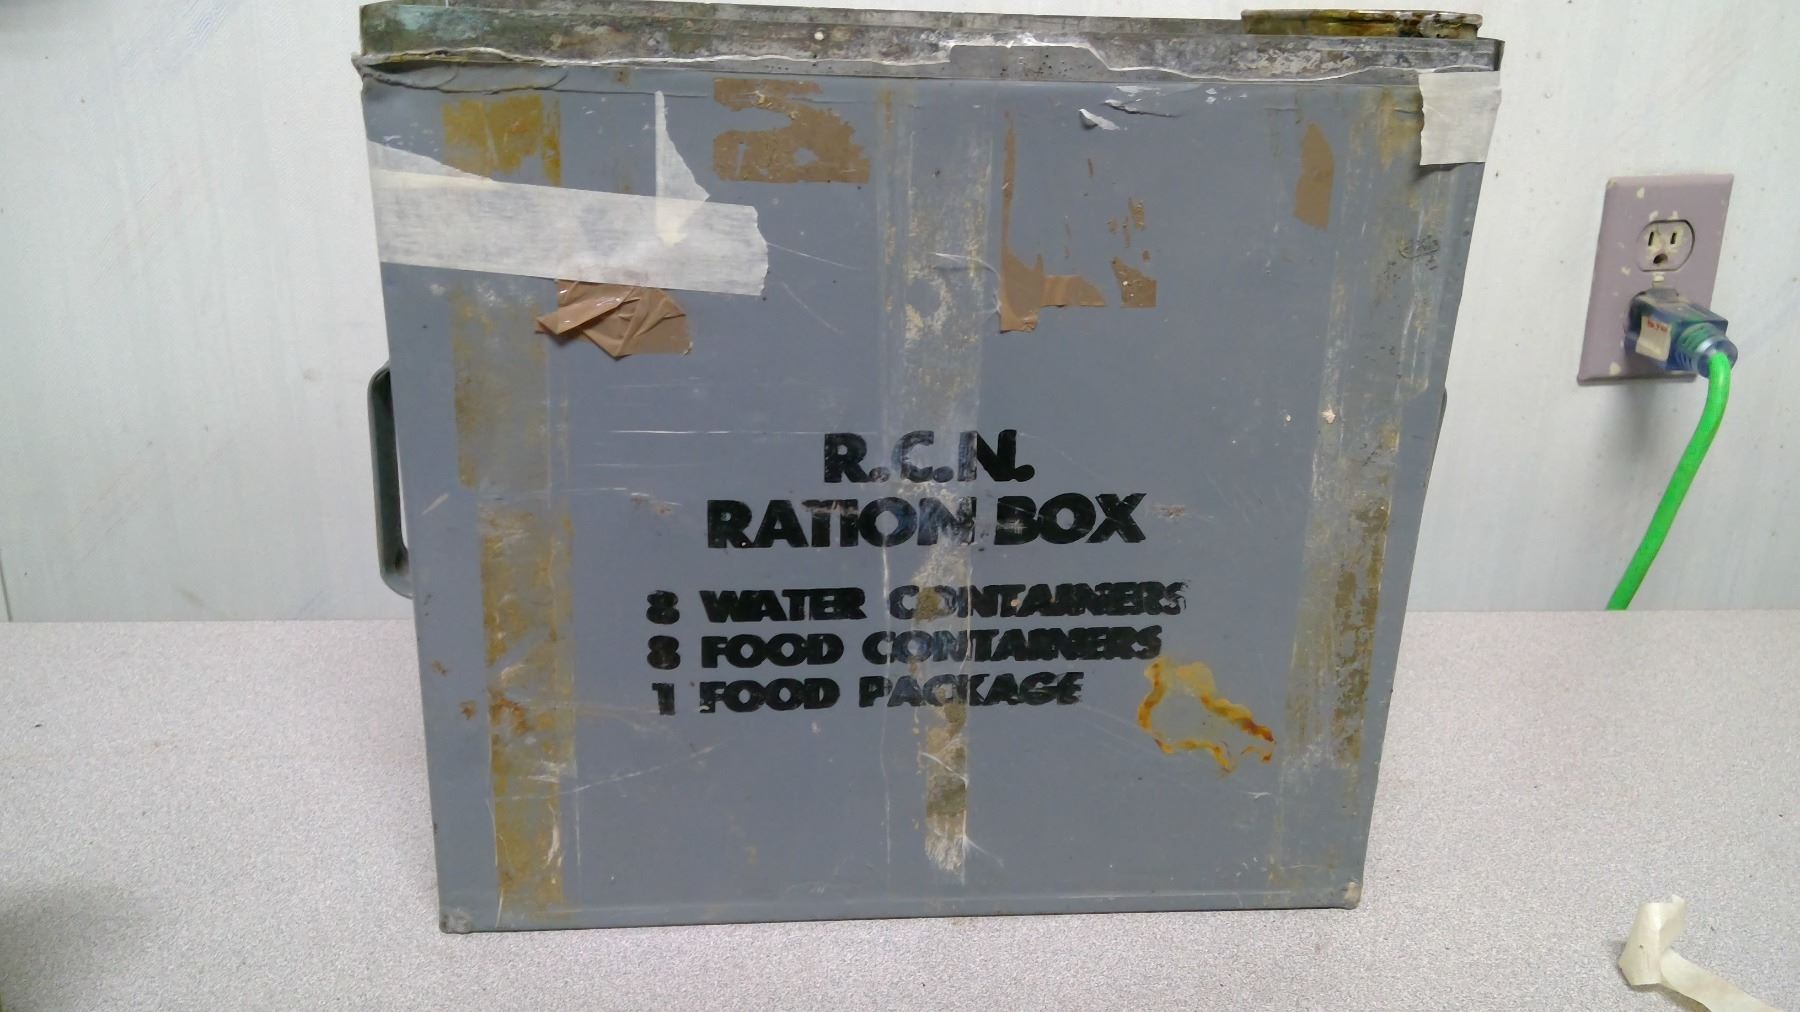 R.C.N.
RATION BOX
8 WATER CONTAINERS
8 FOOD CONTAINERS
1 FOOD PACKAGE